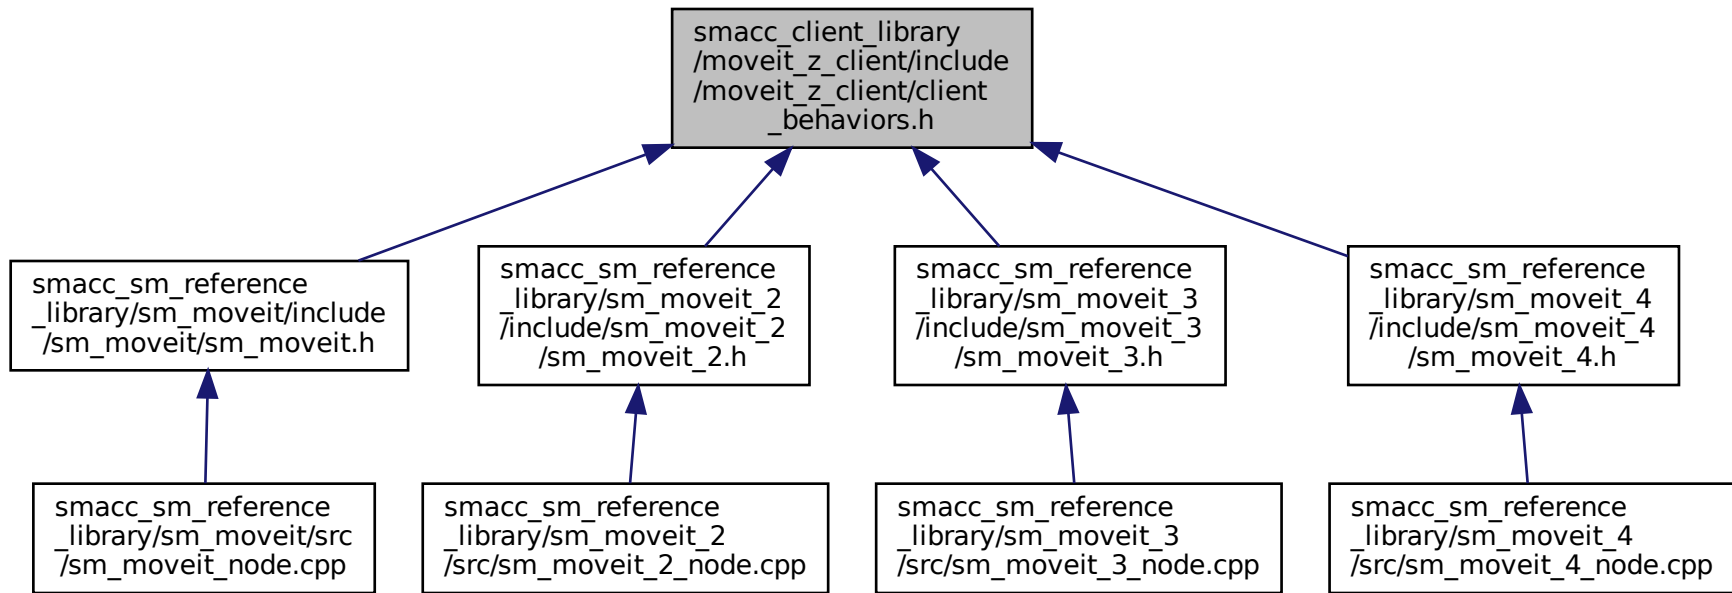 smacc_client_library
/moveit_z_client/include
/moveit_z_client/client
_behaviors.h
smacc_sm_reference
_library/sm_moveit/include
/sm_moveit/sm_moveit.h
smacc_sm_reference
_library/sm_moveit_2
/include/sm_moveit_2
/sm_moveit_2.h
smacc_sm_reference
_library/sm_moveit_3
/include/sm_moveit_3
/sm_moveit_3.h
smacc_sm_reference
_library/sm_moveit_4
/include/sm_moveit_4
/sm_moveit_4.h
smacc_sm_reference
_library/sm_moveit/src
/sm_moveit_node.cpp
smacc_sm_reference
_library/sm_moveit_2
/src/sm_moveit_2_node.cpp
smacc_sm_reference
_library/sm_moveit_3
/src/sm_moveit_3_node.cpp
smacc_sm_reference
_library/sm_moveit_4
/src/sm_moveit_4_node.cpp